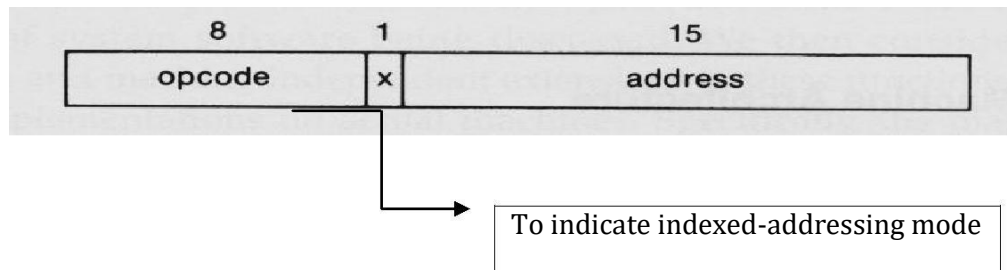 8 1 15
opcode x address
To indicate indexed-addressing mode